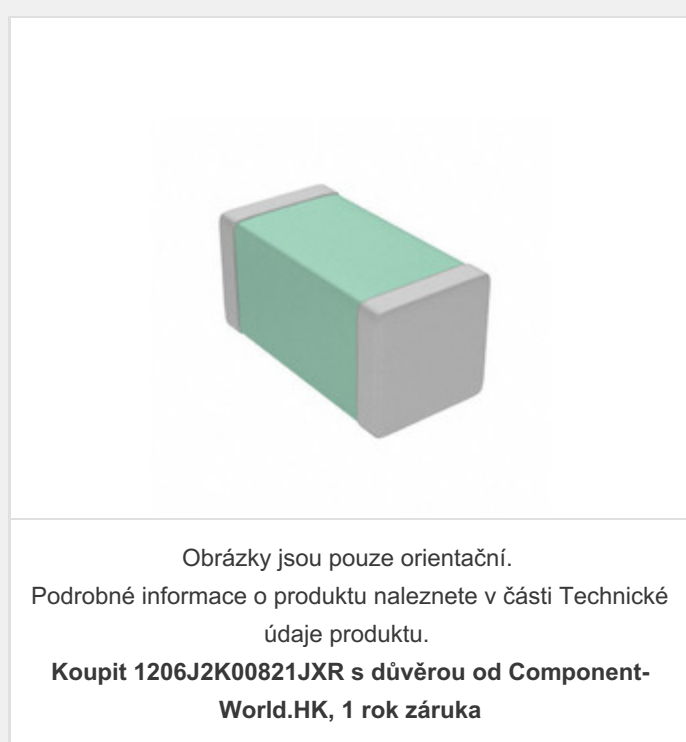 Obrázky jsou pouze orientační.
Podrobné informace o produktu naleznete v části Technické
údaje produktu.
Koupit 1206J2K00821JXR s důvěrou od Component-
World.HK, 1 rok záruka